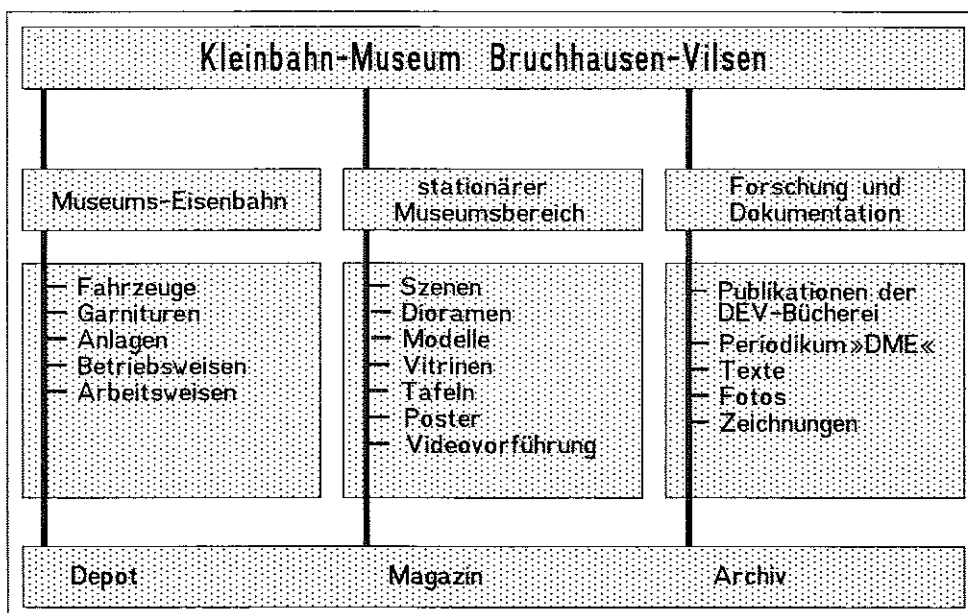 Kleinbahn-Museum Bruchhausen-Vilsen
Museums-Eisenbahn
stationärer
Museumsbereich
Forschung und
Dokumentation
Fahrzeuge
Garnituren
Anlagen
Betriebsweisen
Arbeitsweisen
Szenen
Dioramen
Modelle
Vitrinen
Tafeln
Poster
Videovorführung
Publikationen der
DEV-Bücherei
Periodikum »DME«
Texte
Fotos
Zeichnungen
Depot
Magazin
Archiv